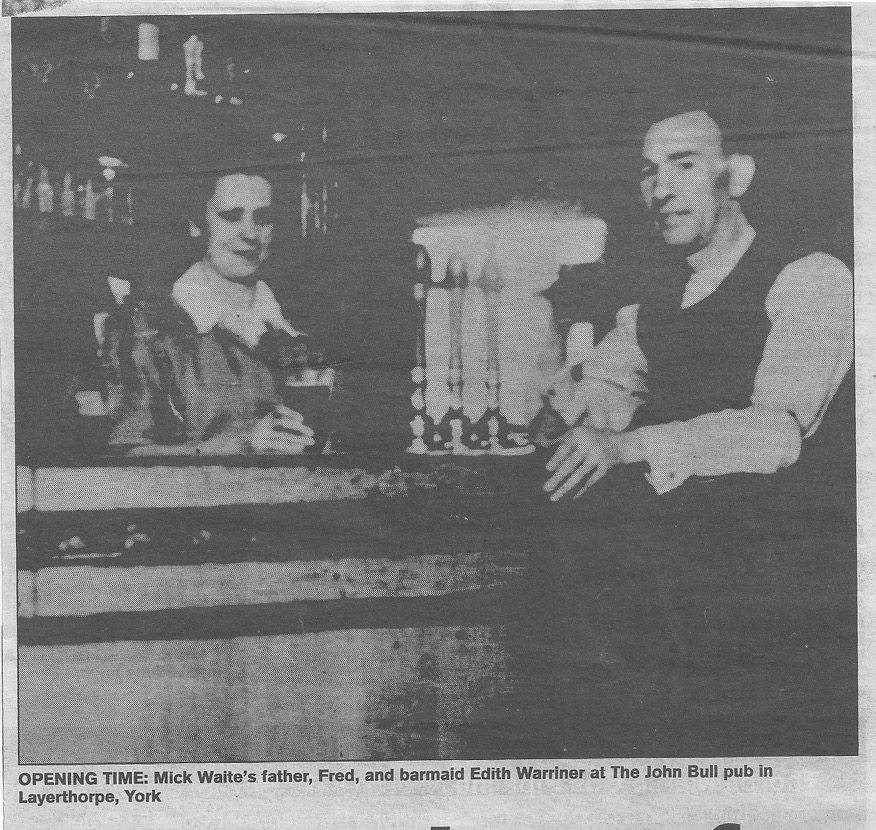 OPENING TIME: Mick Waite's father, Fred, and barmaid Edith Warriner at The John Bull pub in
Layerthorpe, York